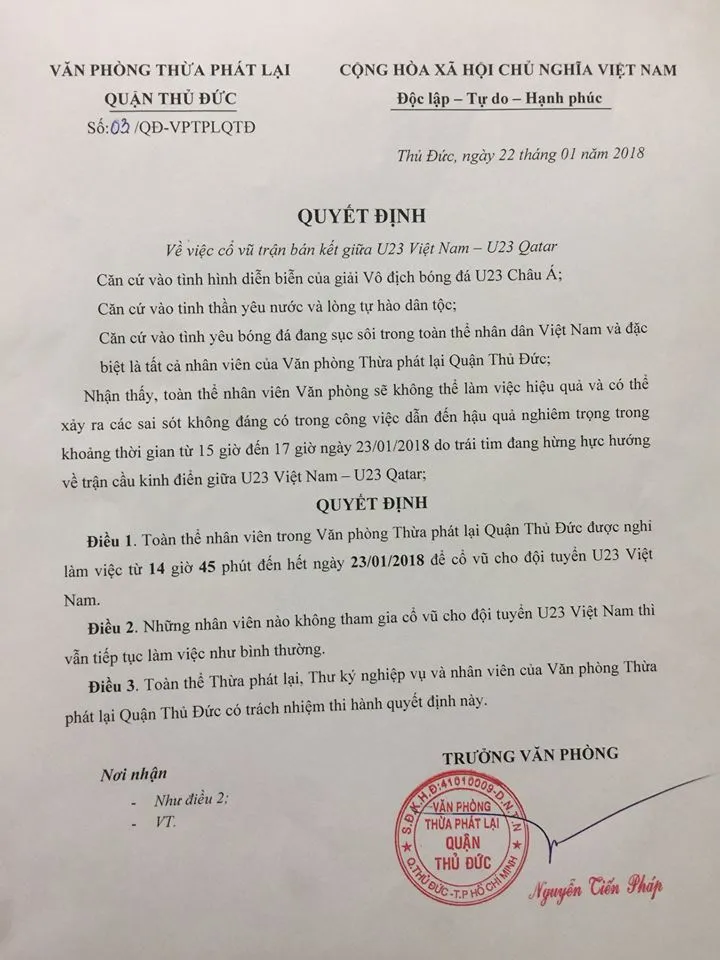 VĂN PHÒNG THỪA PHÁT LẠI
QUẬN THỦ ĐỨC
Số:03/QĐ-VPTPLQTĐ
CỘNG HÒA XÃ HỘI CHỦ NGHĨA VIỆT NAM
Độc lập – Tự do – Hạnh phúc
Thủ Đức, ngày 22 tháng 01 năm 2018
QUYẾT ĐỊNH
Về việc cổ vũ trận bán kết giữa U23 Việt Nam – U23 Qatar
Căn cứ vào tình hình diễn biễn của giải Vô địch bóng đá U23 Châu Á;
Căn cứ vào tinh thần yêu nước và lòng tự hào dân tộc;
Căn cứ vào tình yêu bóng đá đang sục sôi trong toàn thể nhân dân Việt Nam và đặc
biệt là tất cả nhân viên của Văn phòng Thừa phát lại Quận Thủ Đức;
Nhận thấy, toàn thể nhân viên Văn phòng sẽ không thể làm việc hiệu quả và có thể
xảy ra các sai sót không đáng có trong công việc dẫn đến hậu quả nghiêm trọng trong
khoảng thời gian từ 15 giờ đến 17 giờ ngày 23/01/2018 do trái tim đang hừng hực hướng
về trận cầu kinh điển giữa U23 Việt Nam – U23 Qatar;
QUYẾT ĐỊNH
Điều 1. Toàn thể nhân viên trong Văn phòng Thừa phát lại Quận Thủ Đức được nghỉ
làm việc từ 14 giờ 45 phút đến hết ngày 23/01/2018 để cổ vũ cho đội tuyển U23 Việt
Nam.
Điều 2. Những nhân viên nào không tham gia cổ vũ cho đội tuyển U23 Việt Nam thì
vẫn tiếp tục làm việc như bình thường.
Điều 3. Toàn thể Thừa phát lại, Thư ký nghiệp vụ và nhân viên của Văn phòng Thừa
phát lại Quận Thủ Đức có trách nhiệm thi hành quyết định này.
Nơi nhận
- Như điều 2;
- VT.
TRƯỞNG VĂN PHÒNG
S.Đ.K.H.Đ:41010009-D.N.T.N
VĂN PHÒNG
THỪA PHÁT LẠI
QUẬN
THỦ ĐỨC
Q.THỦ ĐỨC-T.P HỒ CHÍ MINH
Nguyễn Tiến Pháp